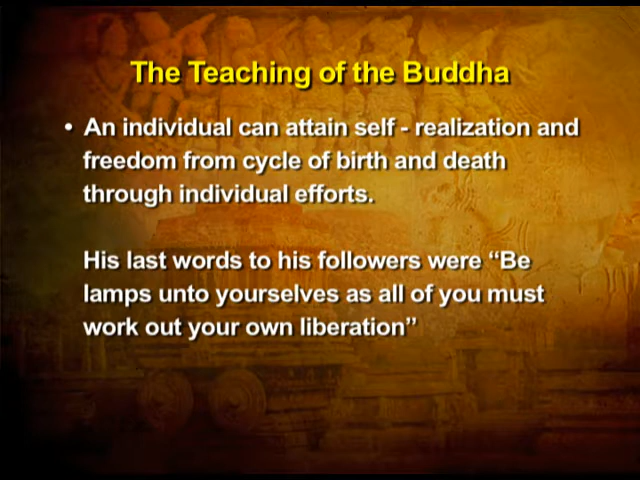 The Teaching of the Buddha
• An individual can attain self - realization and
freedom from cycle of birth and death
through individual efforts.
His last words to his followers were “Be
lamps unto yourselves as all of you must
work out your own liberation”